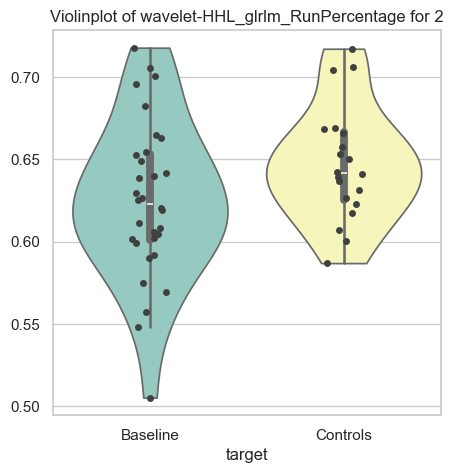 Violinplot of wavelet-HHL_glrlm_RunPercentage for 2
0.70
0.65
0.60
0.55
0.50
Baseline
Controls
target